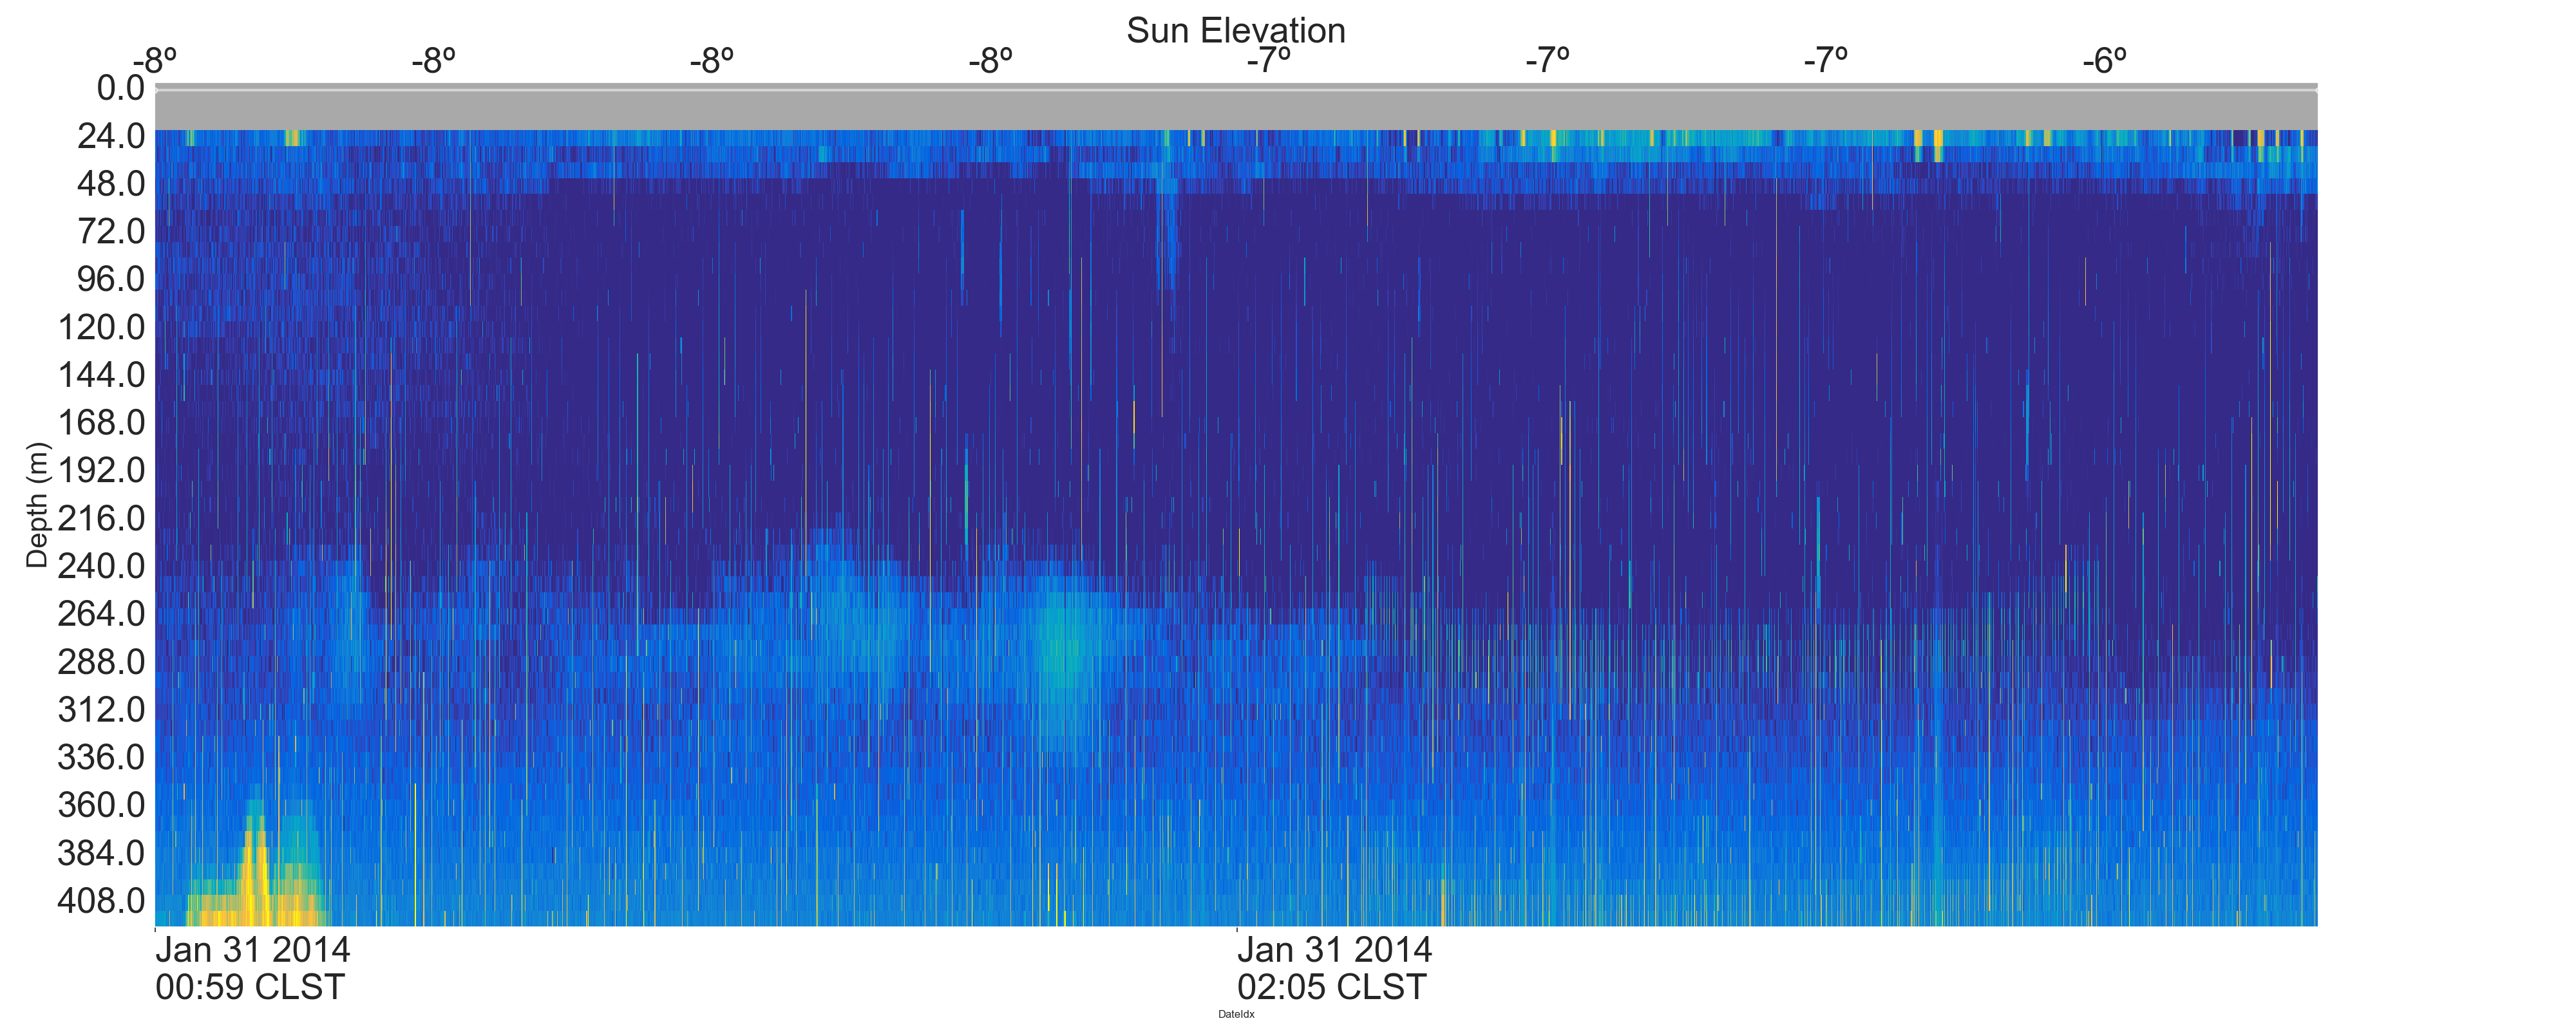 Sun Elevation
-8º -8º -8º -8º -7º -7º -7º -6º
0.0
24.0
48.0
72.0
96.0
120.0
144.0
168.0
192.0
216.0
240.0
264.0
288.0
312.0
336.0
360.0
384.0
408.0
Depth (m)
Jan 31 2014
00:59 CLST
Jan 31 2014
02:05 CLST
DateIdx